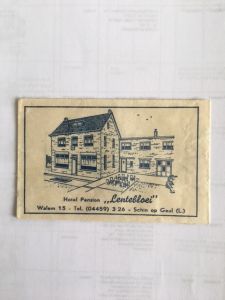 Hotel Pension „Lentebloei"
Walem 15 - Tel. (04459) 3-26 - Schin op Geul (L.)